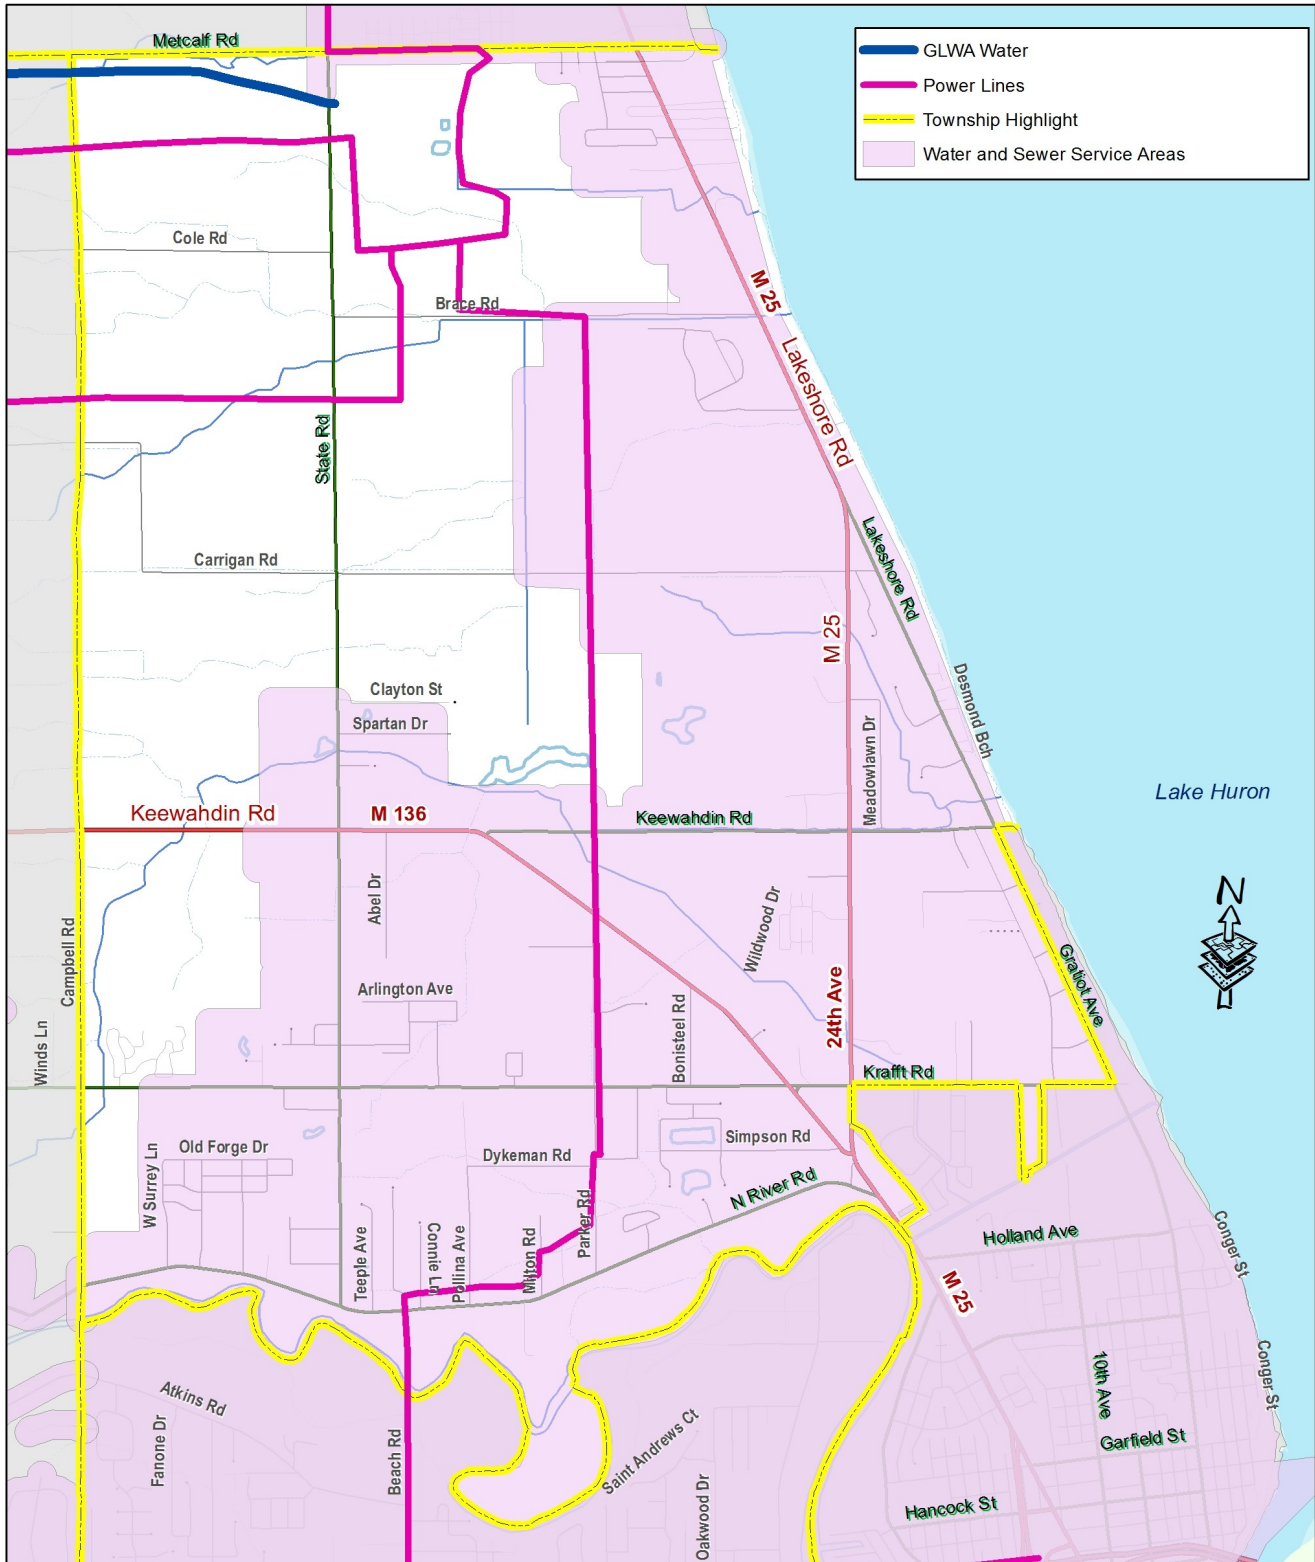 Metcalf Rd
GLWA Water
Power Lines
Township Highlight
Water and Sewer Service Areas
Cole Rd
M 25
Brace Rd
Lakeshore Rd
State Rd
Lakeshore Rd
Carrigan Rd
M 25
Desmond Bch
Clayton St
Spartan Dr
Meadowlawn Dr
Lake Huron
Keewahdin Rd
M 136
Keewahdin Rd
Abel Dr
Wildwood Dr
N
Campbell Rd
Gratiot Ave
Arlington Ave
24th Ave
Winds Ln
Bonisteel Rd
Krafft Rd
Old Forge Dr
Simpson Rd
Dykeman Rd
W Surrey Ln
N River Rd
Parker Rd
Conger St
Holland Ave
Teeple Ave
Connie Ln
Pollina Ave
Milton Rd
M 25
Conger St
Atkins Rd
10th Ave
Fanone Dr
Beach Rd
Saint Andrews Ct
Garfield St
Oakwood Dr
Hancock St